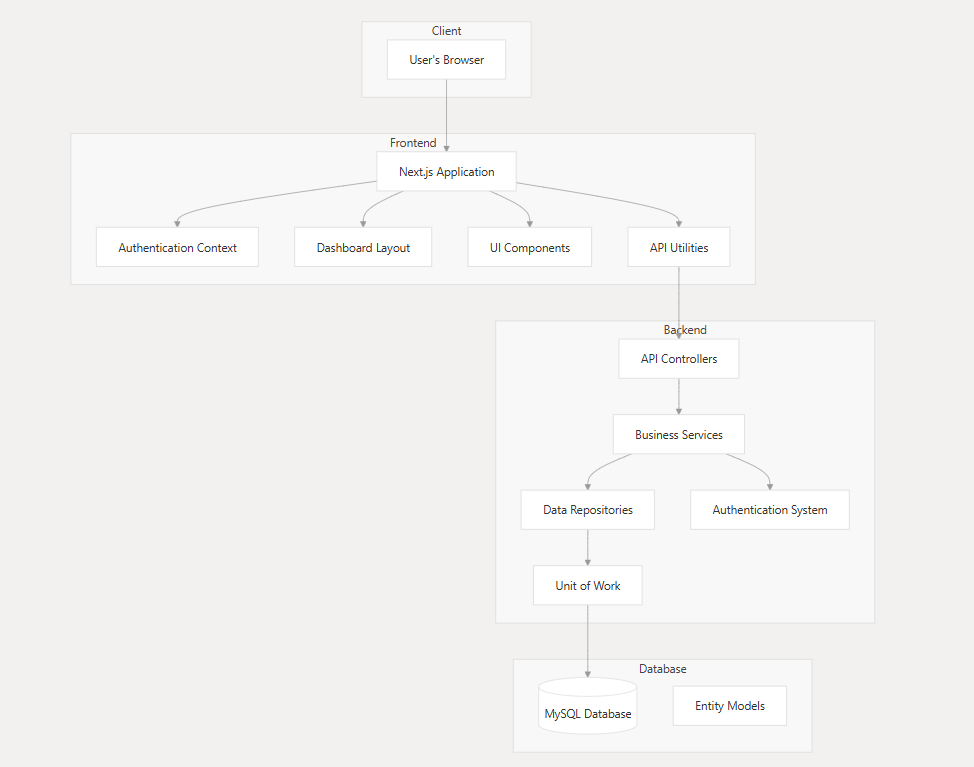 Client
User's Browser
Frontend
Next.js Application
Authentication Context
Dashboard Layout
UI Components
API Utilities
Backend
API Controllers
Business Services
Data Repositories
Authentication System
Unit of Work
Database
MySQL Database
Entity Models